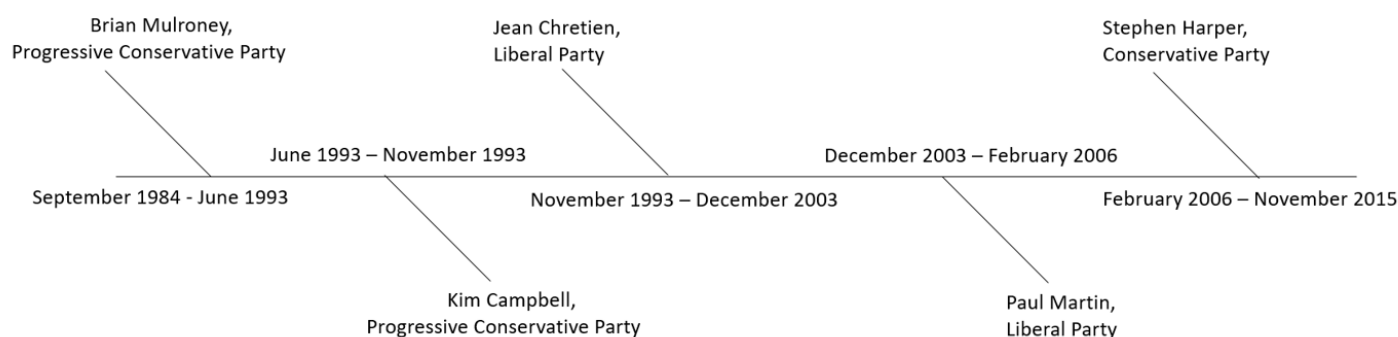 Brian Mulroney,
Progressive Conservative Party
Jean Chretien,
Liberal Party
Stephen Harper,
Conservative Party
June 1993 – November 1993
December 2003 – February 2006
September 1984 - June 1993
November 1993 – December 2003
February 2006 – November 2015
Kim Campbell,
Progressive Conservative Party
Paul Martin,
Liberal Party